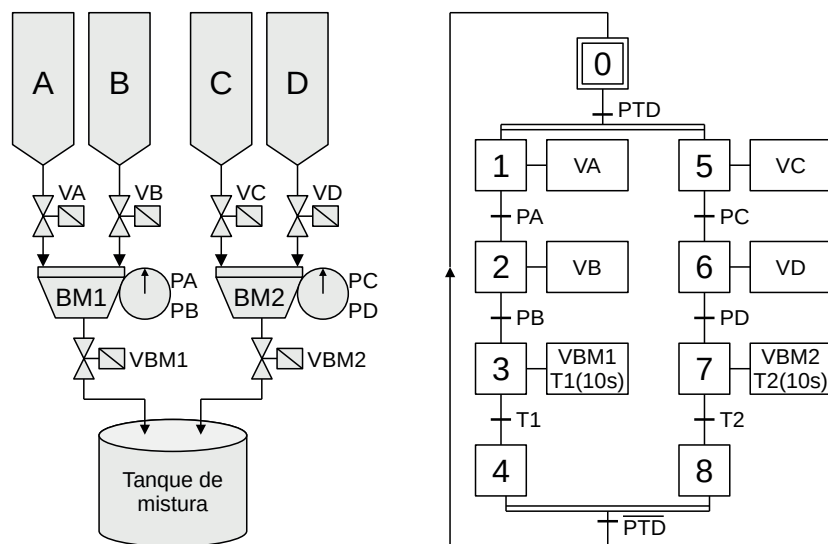 A
B
C
D
VA
VB
VC
VD
BM1
PA
PB
BM2
PC
PD
VBM1
VBM2
Tanque de
mistura
0
PTD
1
VA
5
VC
PA
PC
2
VB
6
VD
PB
PD
3
VBM1
T1(10s)
7
VBM2
T2(10s)
T1
T2
4
8
P̅T̅D̅